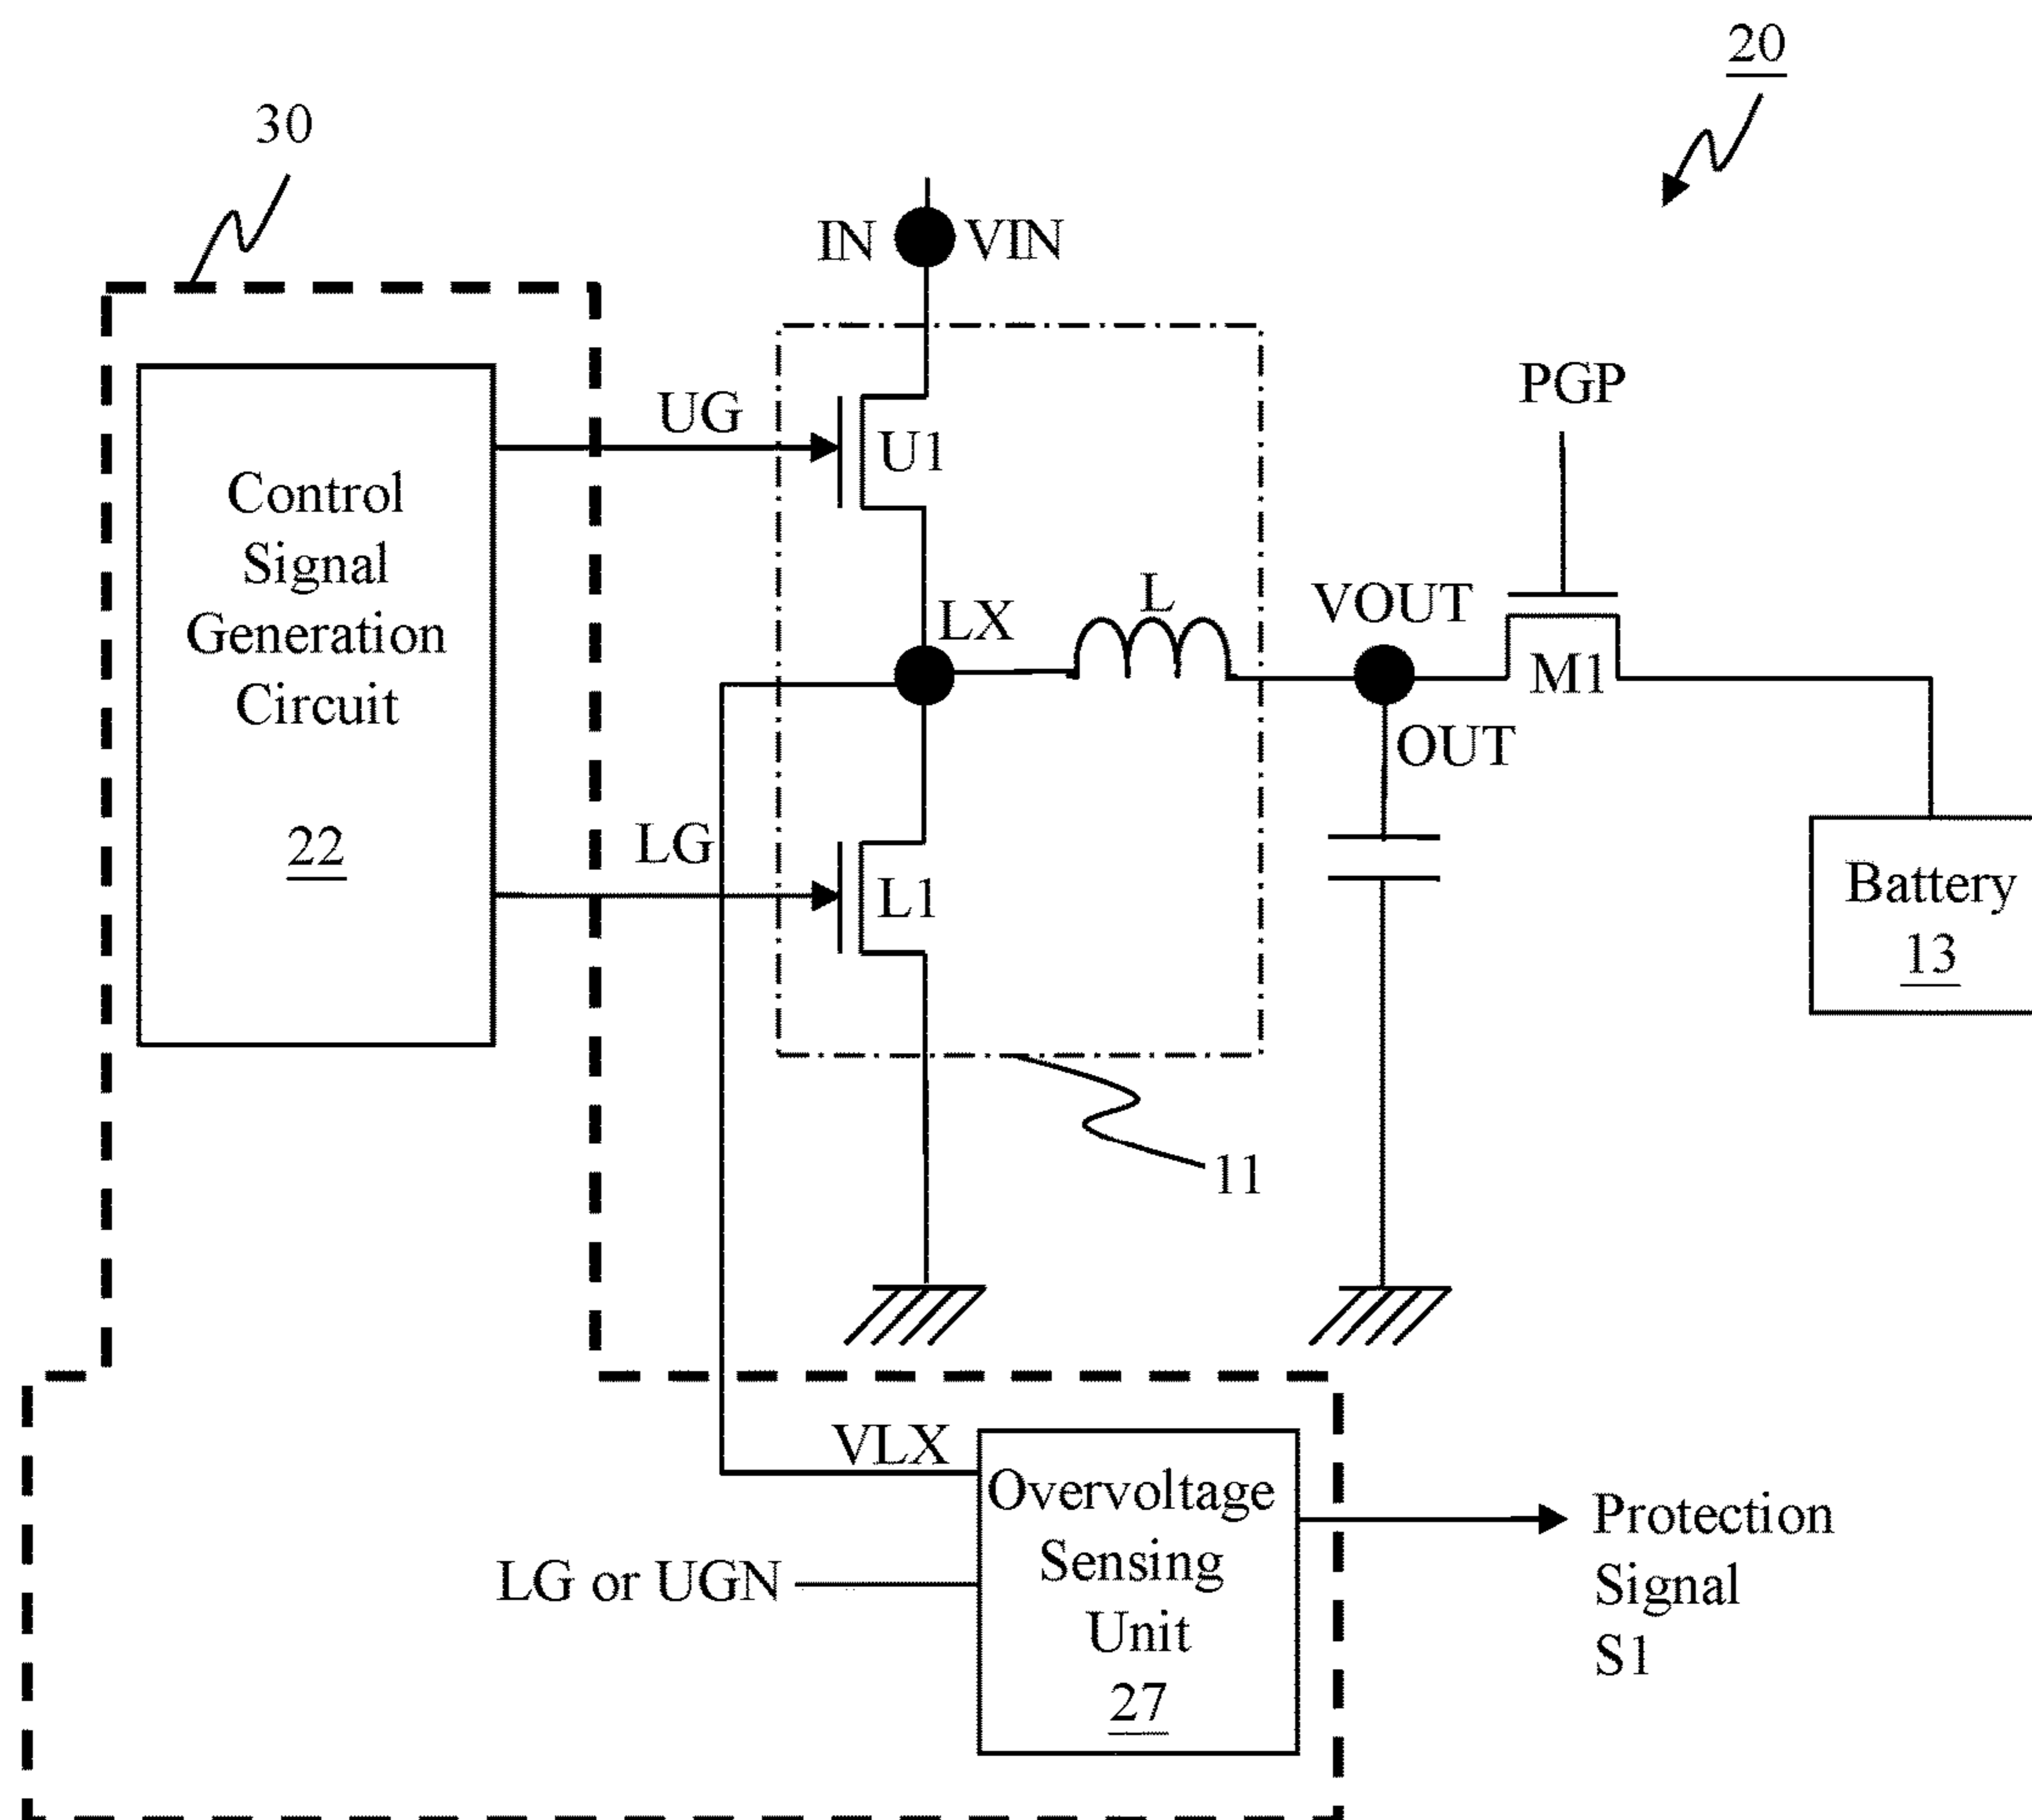 20
30
IN
VIN
PGP
UG
U1
Control
Signal
Generation
Circuit
22
LX
L
VOUT
M1
OUT
LG
L1
Battery
13
11
VLX
Overvoltage
Sensing
Unit
27
LG or UGN
Protection
Signal
S1